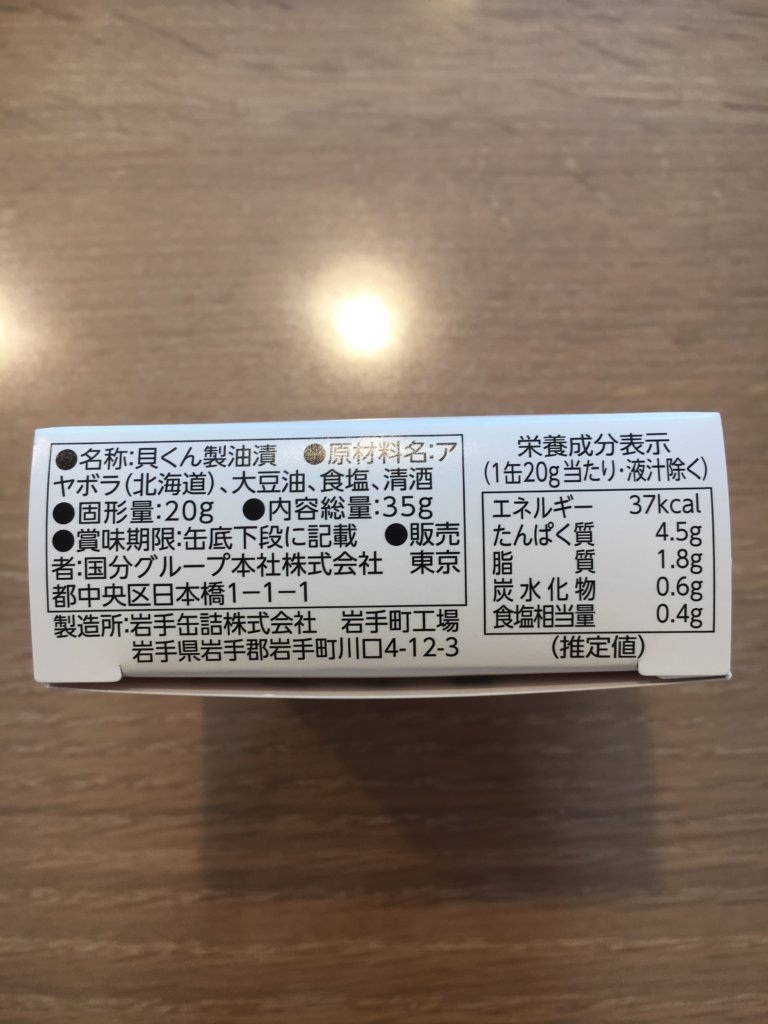 ●名称:貝くん製油漬　●原材料名:ア
ヤボラ(北海道)、大豆油、食塩、清酒
●固形量:20g　●内容総量:35g
●賞味期限:缶底下段に記載　●販売
者:国分グループ本社株式会社　東京
都中央区日本橋1ー1ー1
製造所:岩手缶詰株式会社　岩手町工場
岩手県岩手郡岩手町川口4-12-3
栄養成分表示
(1缶20g当たり・液汁除く)
エネルギー　37kcal
たんぱく質　4.5g
脂質　1.8g
炭水化物　0.6g
食塩相当量　0.4g
(推定値)